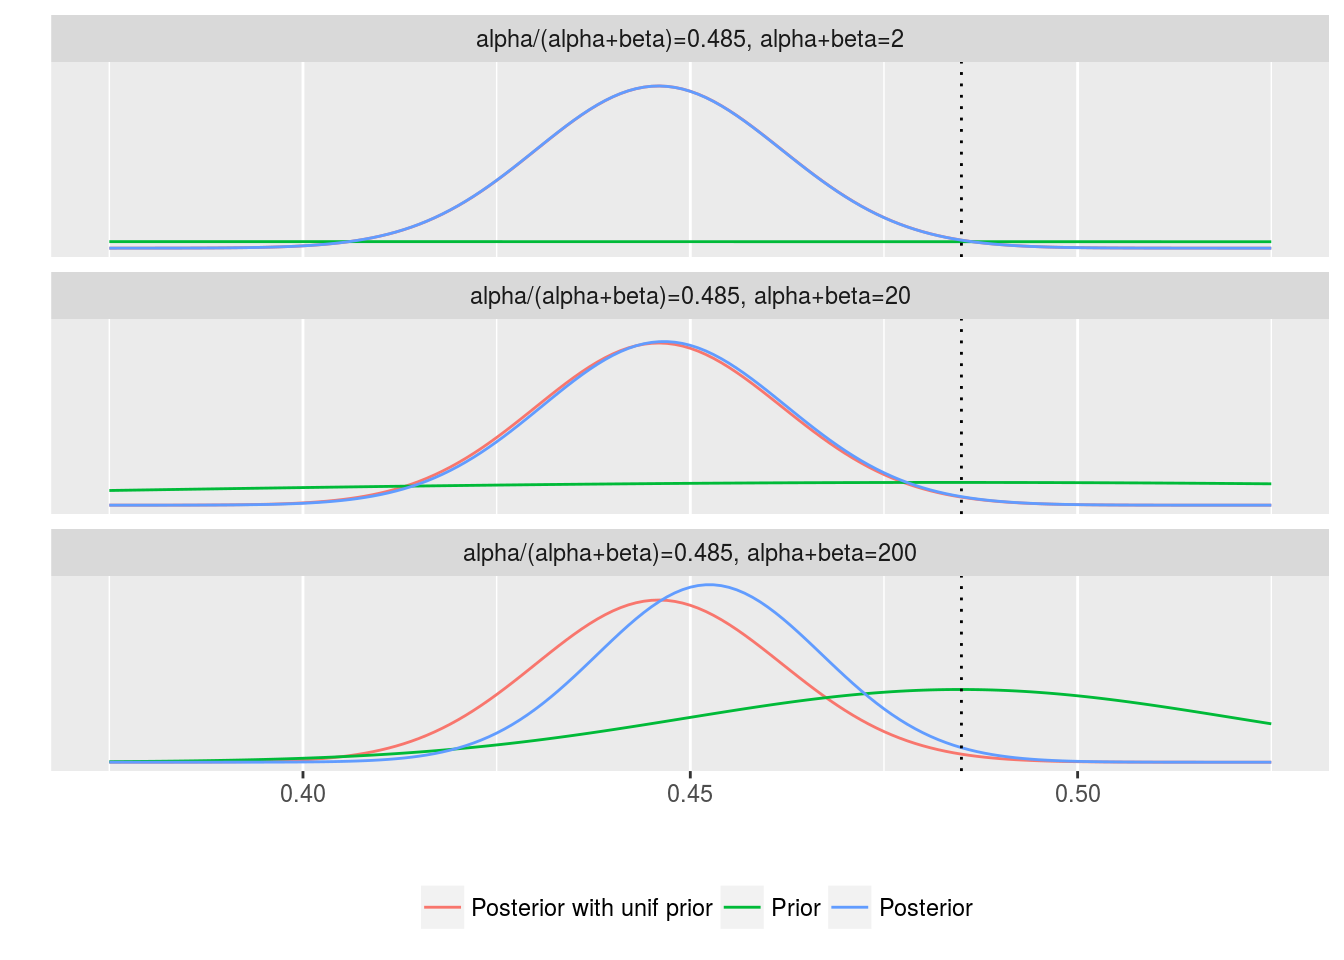 alpha/(alpha+beta)=0.485, alpha+beta=2
alpha/(alpha+beta)=0.485, alpha+beta=20
alpha/(alpha+beta)=0.485, alpha+beta=200
0.40 0.45 0.50
Posterior with unif prior Prior Posterior